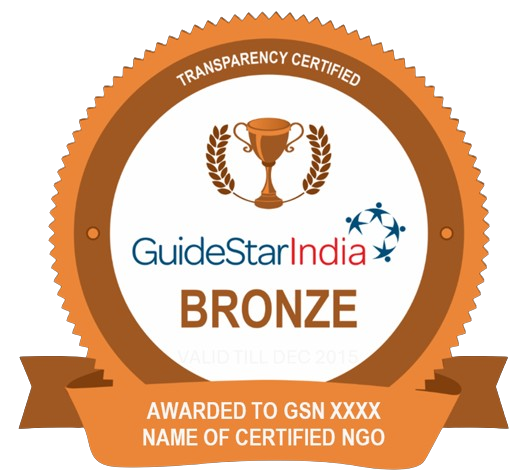 TRANSPARENCY CERTIFIED
GuideStarIndia
BRONZE
VALID TILL DEC 2015
AWARDED TO GSN XXXX
NAME OF CERTIFIED NGO